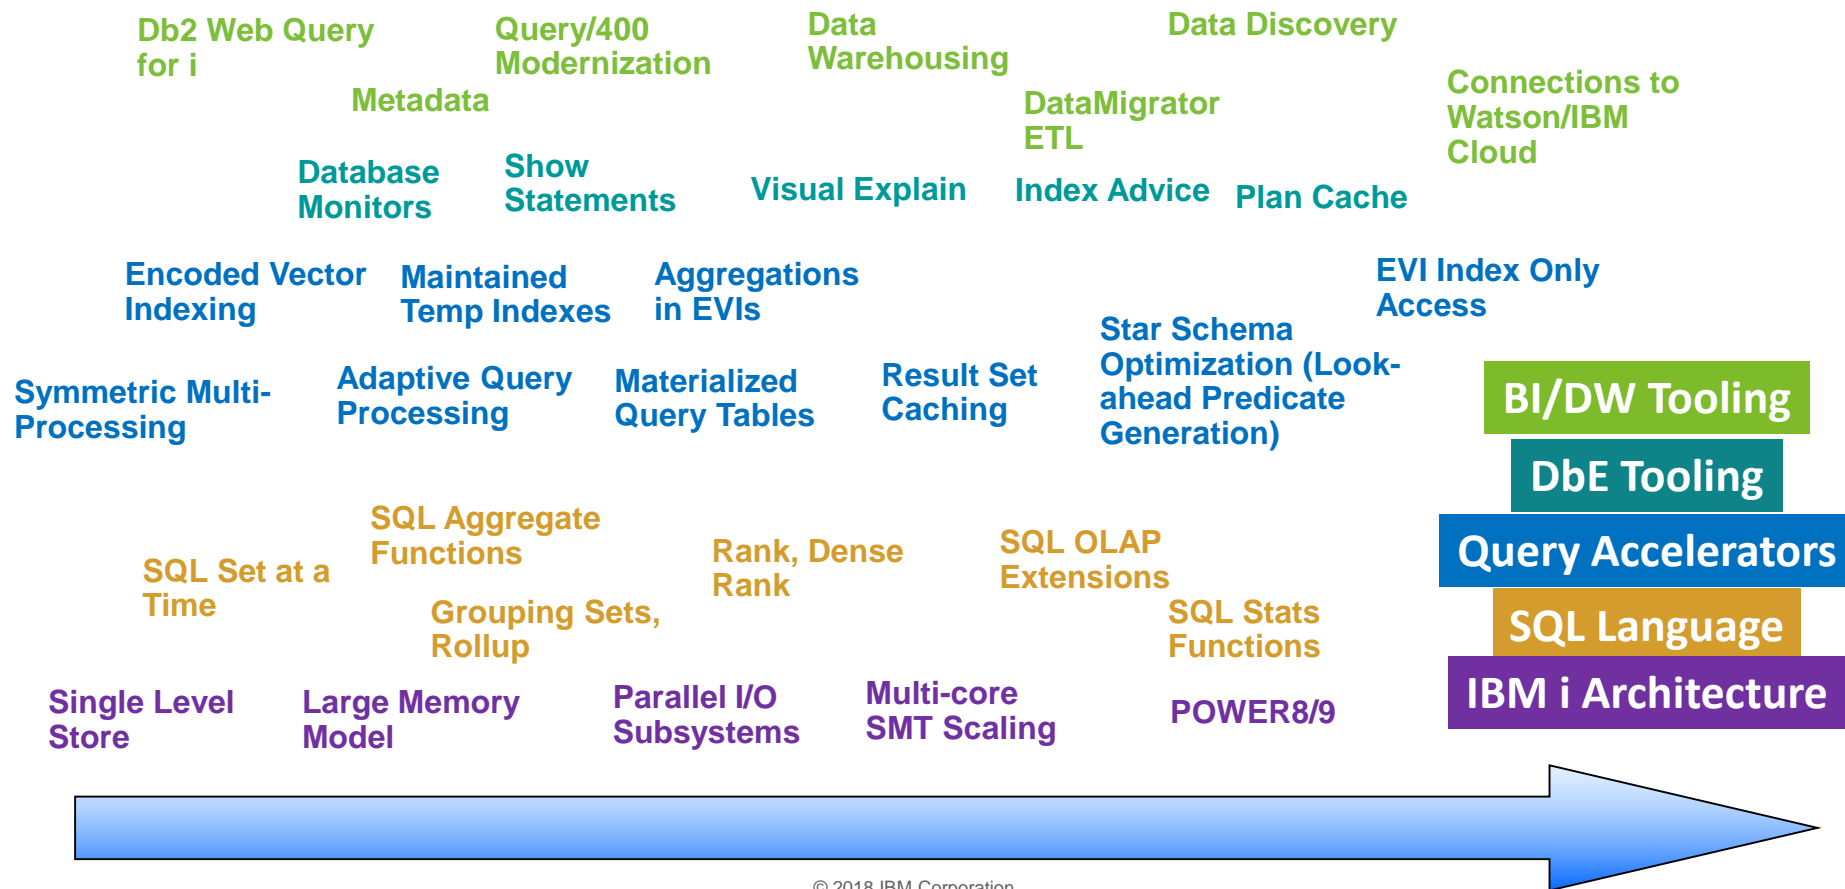 Db2 Web Query
for i
Query/400
Modernization
Data
Warehousing
Data Discovery
Metadata
DataMigrator
ETL
Connections to
Watson/IBM
Cloud
Database
Monitors
Show
Statements
Visual Explain
Index Advice
Plan Cache
Encoded Vector
Indexing
Maintained
Temp Indexes
Aggregations
in EVIs
EVI Index Only
Access
Symmetric Multi-
Processing
Adaptive Query
Processing
Materialized
Query Tables
Result Set
Caching
Star Schema
Optimization (Look-
ahead Predicate
Generation)
BI/DW Tooling
DbE Tooling
Query Accelerators
SQL Language
IBM i Architecture
SQL Set at a
Time
SQL Aggregate
Functions
Grouping Sets,
Rollup
Rank, Dense
Rank
SQL OLAP
Extensions
SQL Stats
Functions
Single Level
Store
Large Memory
Model
Parallel I/O
Subsystems
Multi-core
SMT Scaling
POWER8/9
© 2018 IBM Corporation